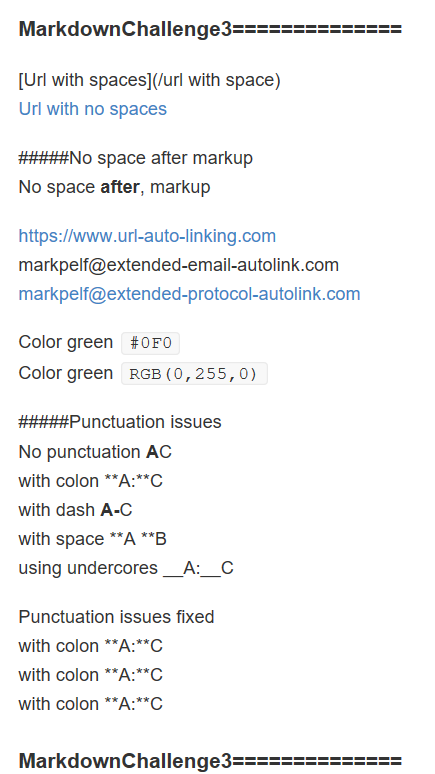 MarkdownChallenge3==============
[Url with spaces](/url with space)
Url with no spaces
#####No space after markup
No space after, markup
https://www.url-auto-linking.com
markpelf@extended-email-autolink.com
markpelf@extended-protocol-autolink.com
Color green #0F0
Color green RGB(0,255,0)
#####Punctuation issues
No punctuation AC
with colon **A:**C
with dash A-C
with space **A **B
using undercores __A:__C
Punctuation issues fixed
with colon **A:**C
with colon **A:**C
with colon **A:**C
MarkdownChallenge3==============